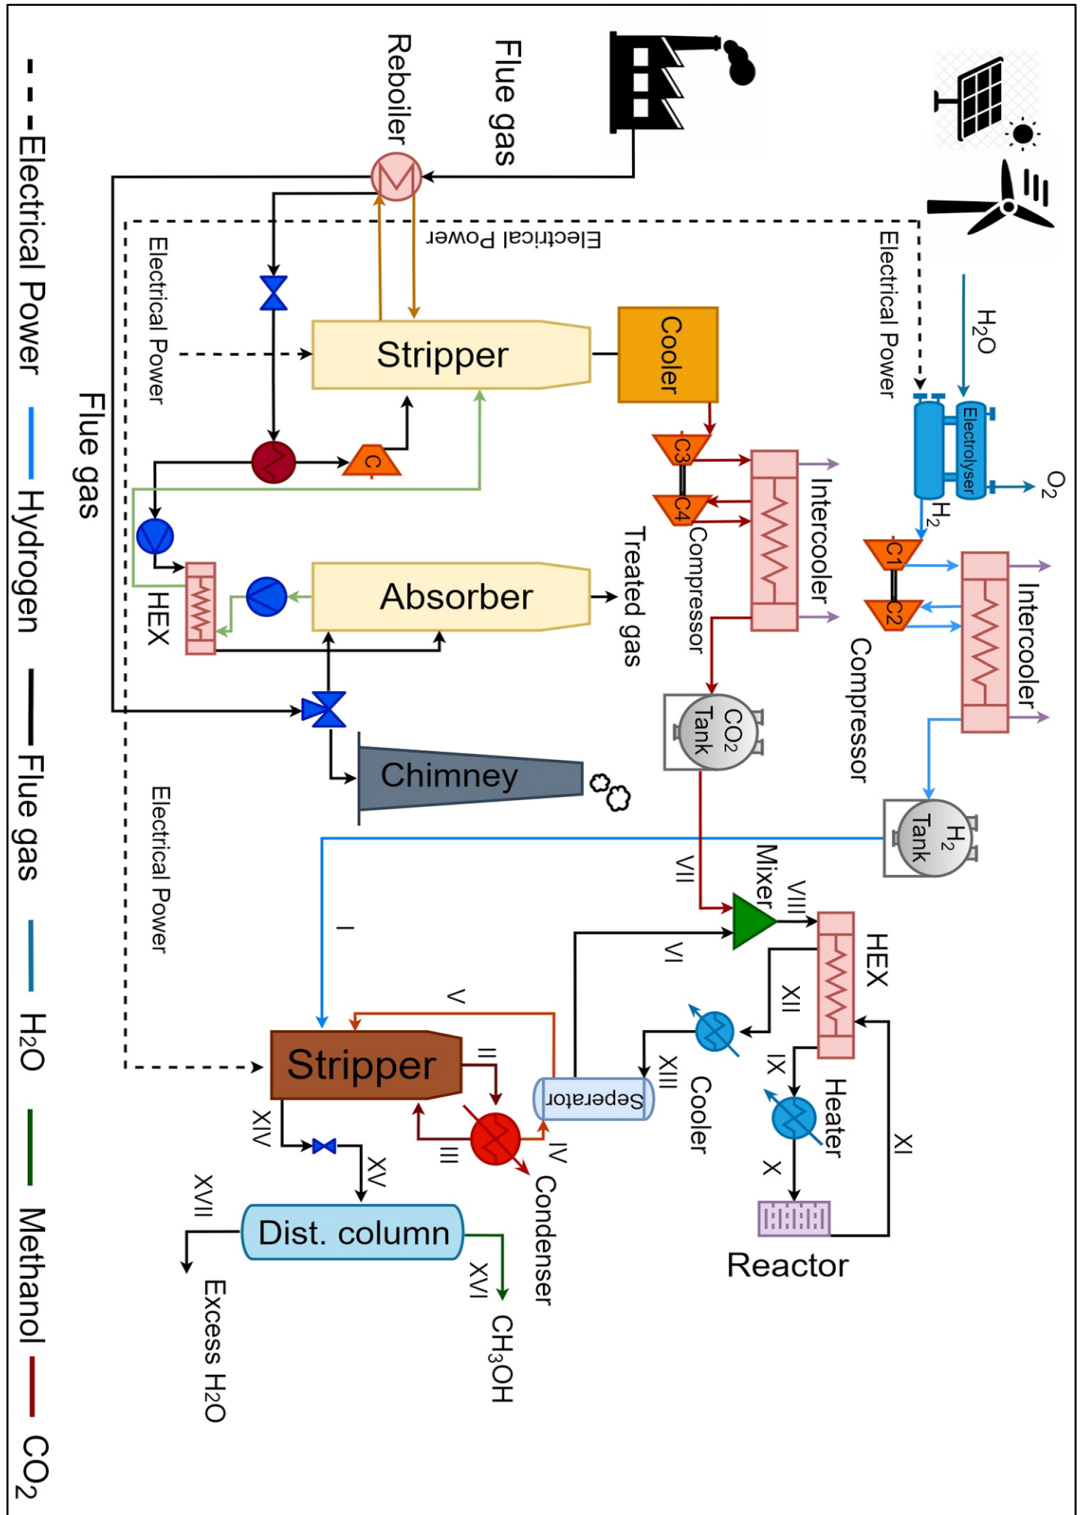 Flue gas
Reboiler
Electrical Power
Electrical Power
Electrical Power
H₂O
Electrolyser
O₂
H₂
Stripper
Cooler
C3
C4
Compressor
Intercooler
C1
C2
Compressor
Intercooler
C
HEX
Absorber
Treated gas
Flue gas
Chimney
CO₂
Tank
H₂
Tank
Electrical Power
I
VII
Mixer
VIII
VI
HEX
XII
IX
Heater
XIII
Cooler
X
XI
Reactor
V
Stripper
II
III
IV
Condenser
Seperator
XIV
XV
Dist. column
XVI
CH₃OH
XVII
Excess H₂O
Electrical Power
Hydrogen
Flue gas
H₂O
Methanol
CO₂